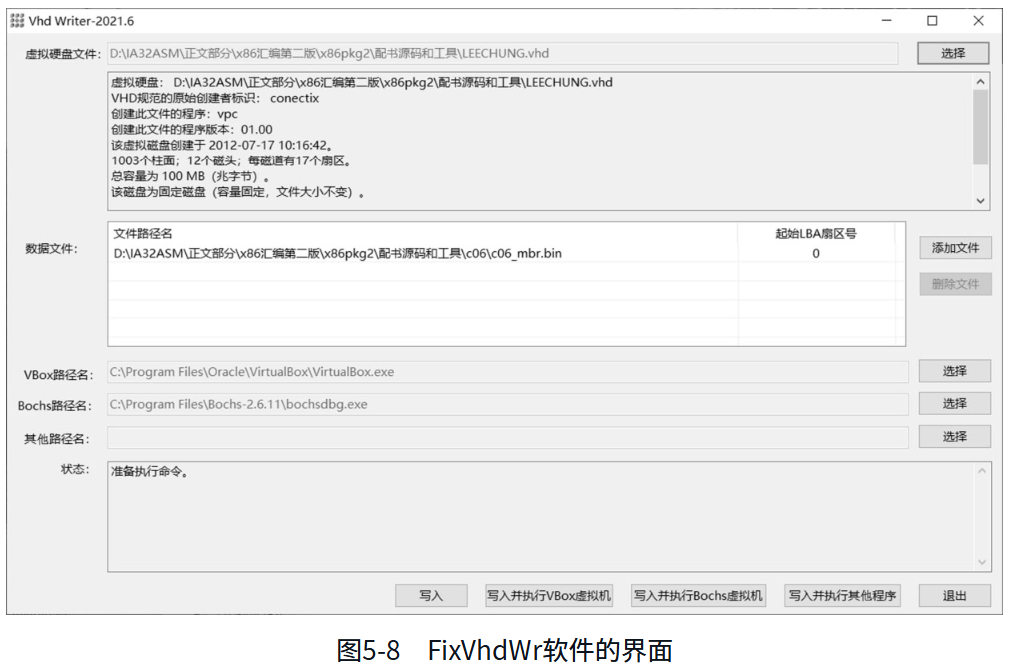 Vhd Writer-2021.6
虚拟硬盘文件: D:\IA32ASM\正文部分\x86汇编第二版\x86pkg2\配书源码和工具\LEECHUNG.vhd 选择
虚拟硬盘: D:\IA32ASM\正文部分\x86汇编第二版\x86pkg2\配书源码和工具\LEECHUNG.vhd
VHD规范的原始创建者标识: conectix
创建此文件的程序: vpc
创建此文件的程序版本: 01.00
该虚拟磁盘创建于 2012-07-17 10:16:42。
1003个柱面; 12个磁头; 每磁道有17个扇区。
总容量为 100 MB（兆字节）。
该磁盘为固定磁盘（容量固定，文件大小不变）。
数据文件:
文件路径名 起始LBA扇区号
D:\IA32ASM\正文部分\x86汇编第二版\x86pkg2\配书源码和工具\c06\c06_mbr.bin 0
添加文件
删除文件
VBox路径名: C:\Program Files\Oracle\VirtualBox\VirtualBox.exe 选择
Bochs路径名: C:\Program Files\Bochs-2.6.11\bochsdbg.exe 选择
其他路径名: 选择
状态: 准备执行命令。
写入 写入并执行VBox虚拟机 写入并执行Bochs虚拟机 写入并执行其他程序 退出
图5-8 FixVhdWr软件的界面